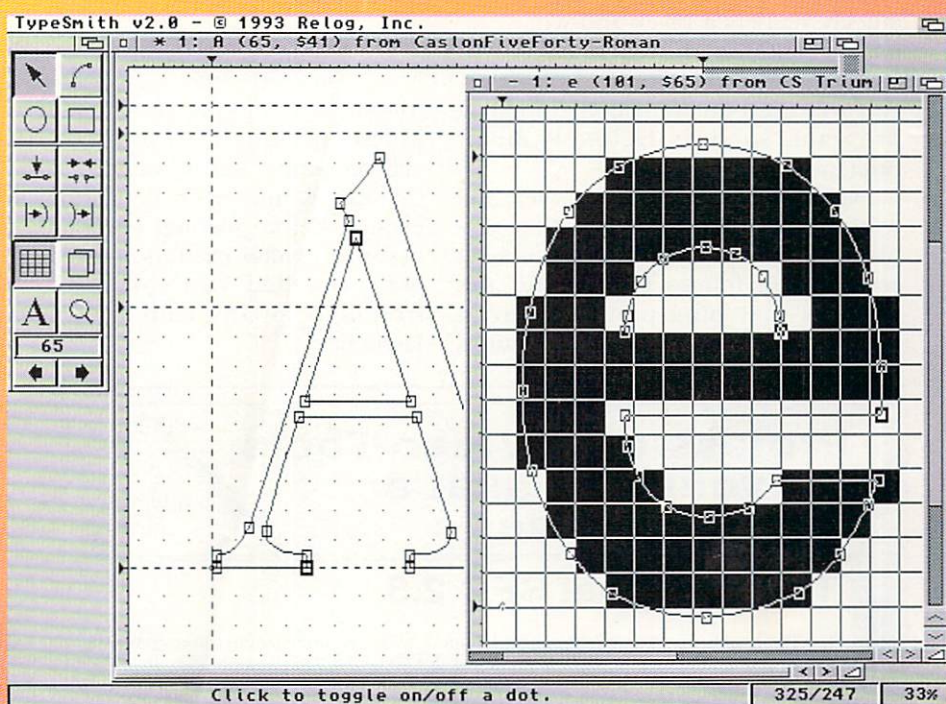 TypeSmith v2.0 - © 1993 Relog, Inc.
* 1: A (65, $41) from CaslonFiveForty-Roman
- 1: e (101, $65) from CS Trium
A
65
Click to toggle on/off a dot.
325/247
33%